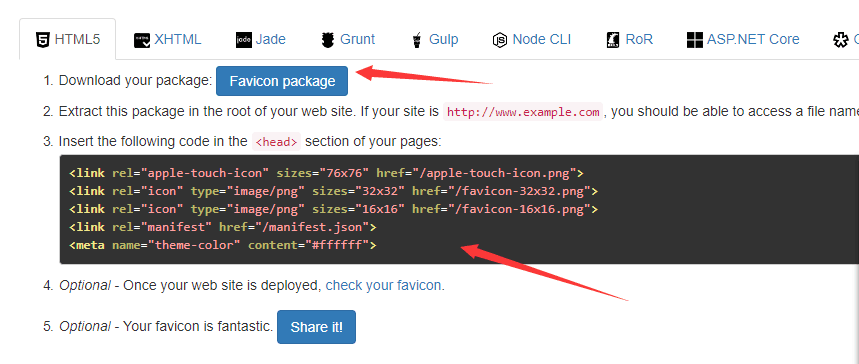 HTML5 XHTML Jade Grunt Gulp Node CLI RoR ASP.NET Core
1. Download your package: Favicon package
2. Extract this package in the root of your web site. If your site is http://www.example.com, you should be able to access a file name
3. Insert the following code in the <head> section of your pages:
<link rel="apple-touch-icon" sizes="76x76" href="/apple-touch-icon.png">
<link rel="icon" type="image/png" sizes="32x32" href="/favicon-32x32.png">
<link rel="icon" type="image/png" sizes="16x16" href="/favicon-16x16.png">
<link rel="manifest" href="/manifest.json">
<meta name="theme-color" content="#ffffff">
4. Optional - Once your web site is deployed, check your favicon.
5. Optional - Your favicon is fantastic. Share it!